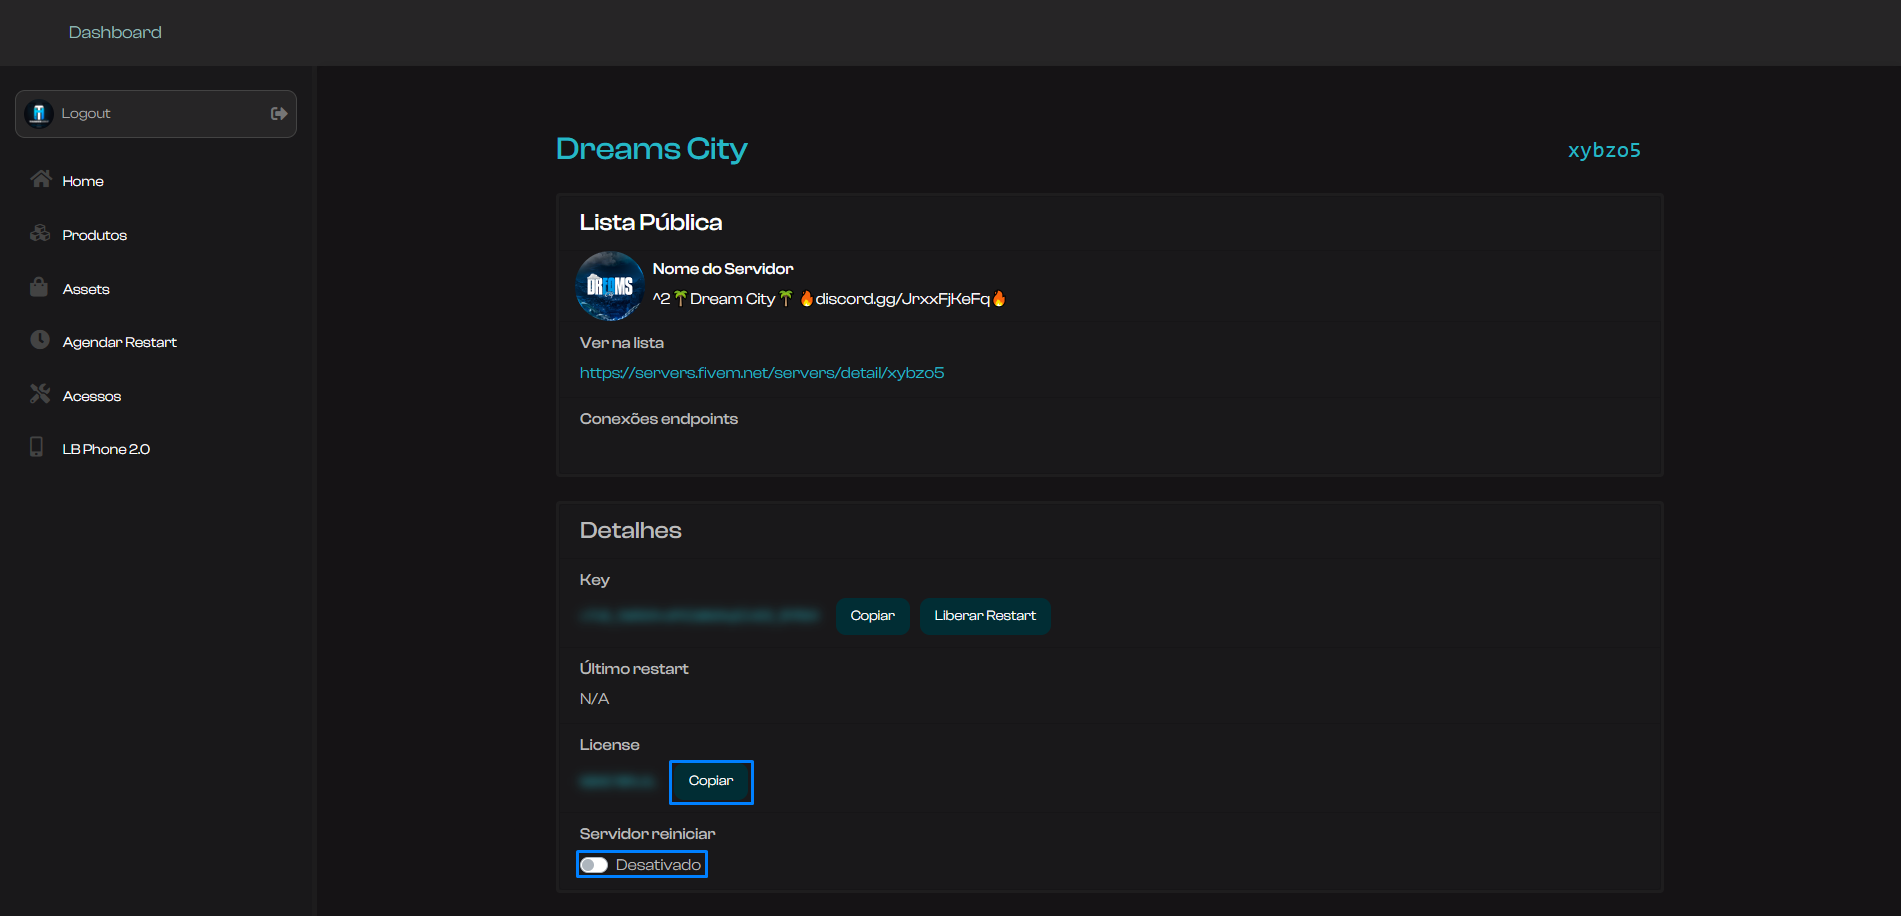 Dashboard
Logout
Home
Produtos
Assets
Agendar Restart
Acessos
LB Phone 2.0
Dreams City
xybzo5
Lista Pública
DREAMS
Nome do Servidor
^2🌴Dream City🌴 🔥discord.gg/JrxxFjKeFq🔥
Ver na lista
https://servers.fivem.net/servers/detail/xybzo5
Conexões endpoints
Detalhes
Key
Copiar
Liberar Restart
Último restart
N/A
License
Copiar
Servidor reiniciar
Desativado